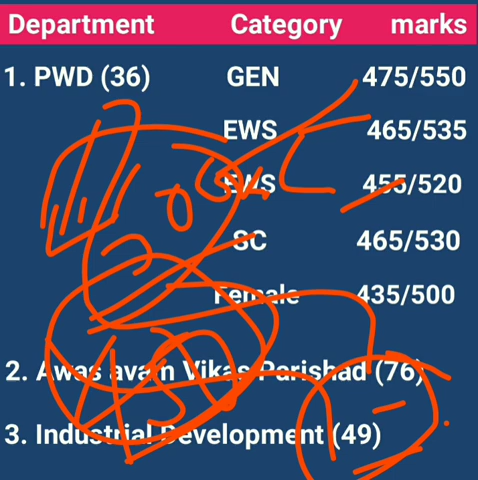 Department Category marks
1. PWD (36) GEN 475/550
EWS 465/535
EWS 455/520
SC 465/530
Female 435/500
2. Awas avam Vikas Parishad (76)
3. Industrial Development (49)